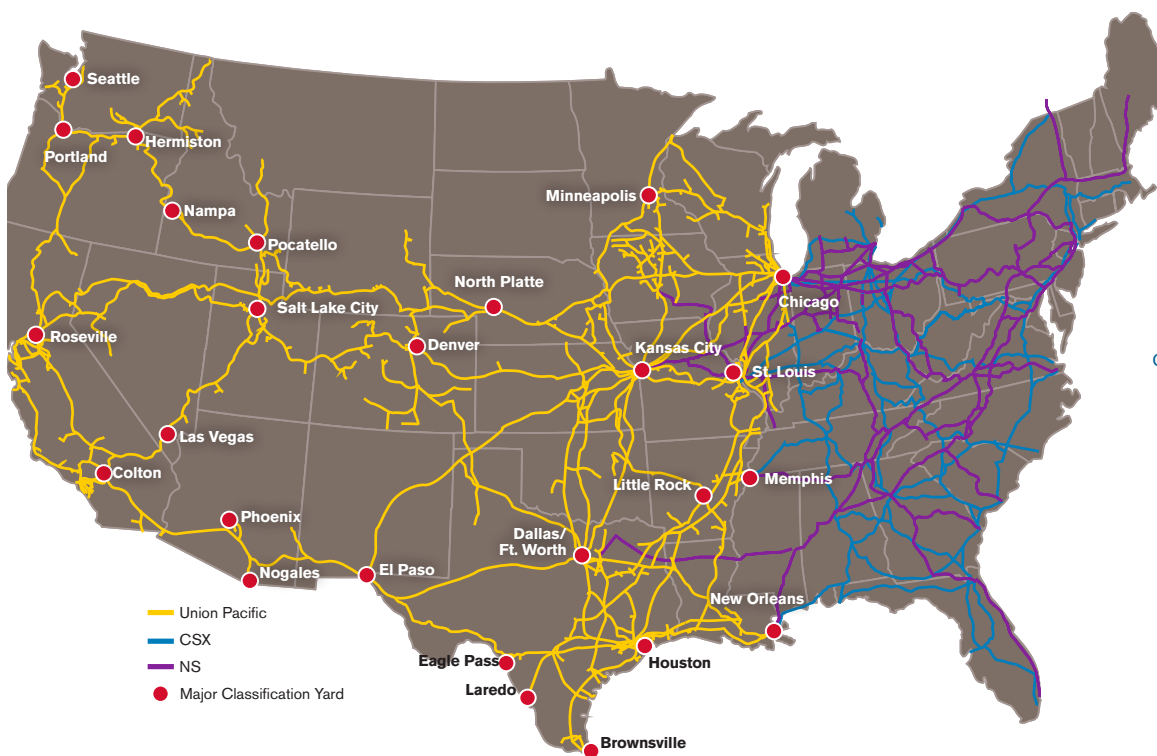 Seattle
Portland
Hermiston
Nampa
Pocatello
Minneapolis
North Platte
Salt Lake City
Chicago
Roseville
Denver
Kansas City
St. Louis
Las Vegas
Colton
Little Rock
Memphis
Phoenix
Dallas/
Ft. Worth
Nogales
El Paso
New Orleans
Eagle Pass
Houston
Laredo
Brownsville
Union Pacific
CSX
NS
Major Classification Yard